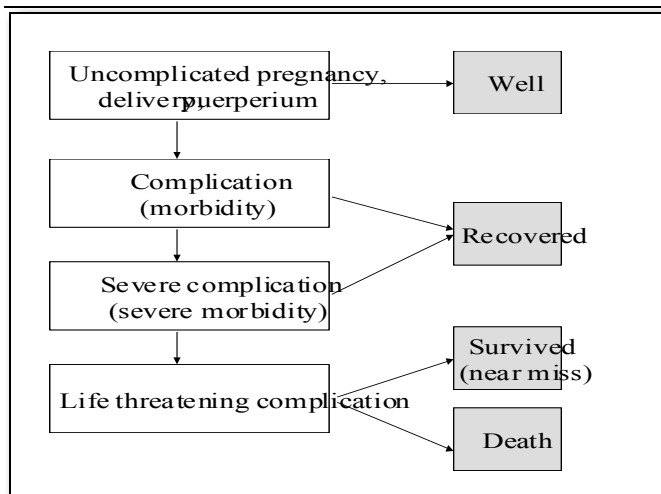 Uncomplicated pregnancy,
delivery, puerperium
Well
Complication
(morbidity)
Recovered
Severe complication
(severe morbidity)
Survived
(near miss)
Life threatening complication
Death